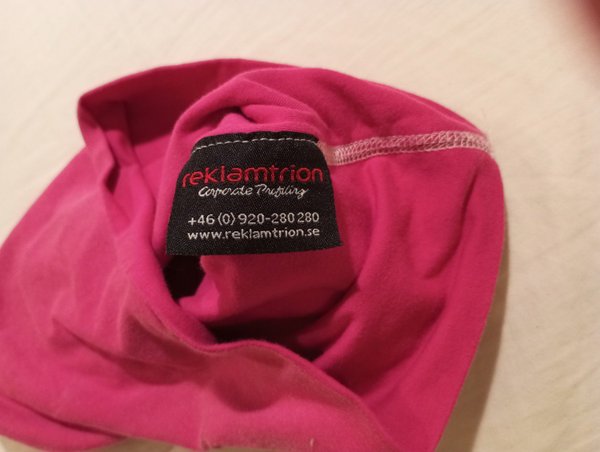 reklamtrion
Corporate Profiling
+46 (0) 920-280 280
www.reklamtrion.se